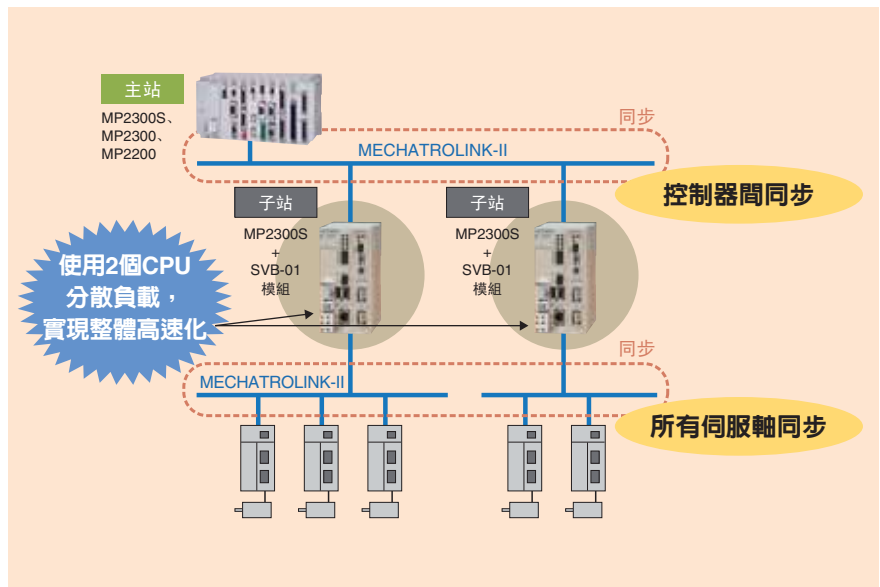 主站
MP2300S、
MP2300、
MP2200
同步
MECHATROLINK-II
控制器間同步
子站
MP2300S
+
SVB-01
模組
子站
MP2300S
+
SVB-01
模組
使用2個CPU
分散負載，
實現整體高速化
同步
MECHATROLINK-II
所有伺服軸同步